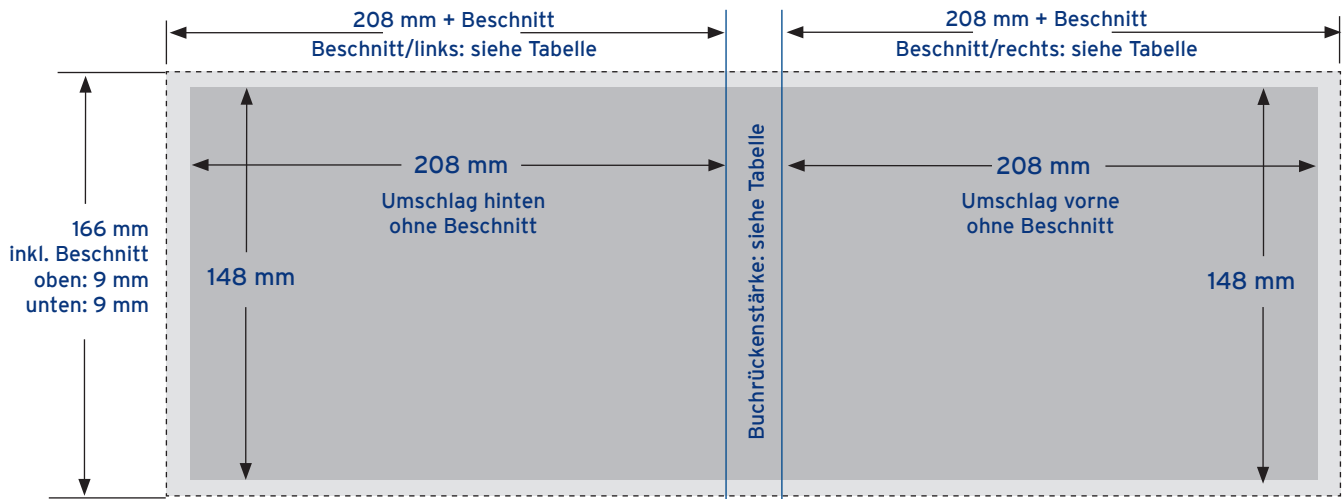 208 mm + Beschnitt
Beschnitt/links: siehe Tabelle
208 mm + Beschnitt
Beschnitt/rechts: siehe Tabelle
208 mm
Umschlag hinten
ohne Beschnitt
208 mm
Umschlag vorne
ohne Beschnitt
166 mm
inkl. Beschnitt
oben: 9 mm
unten: 9 mm
148 mm
Buchrückenstärke: siehe Tabelle
148 mm